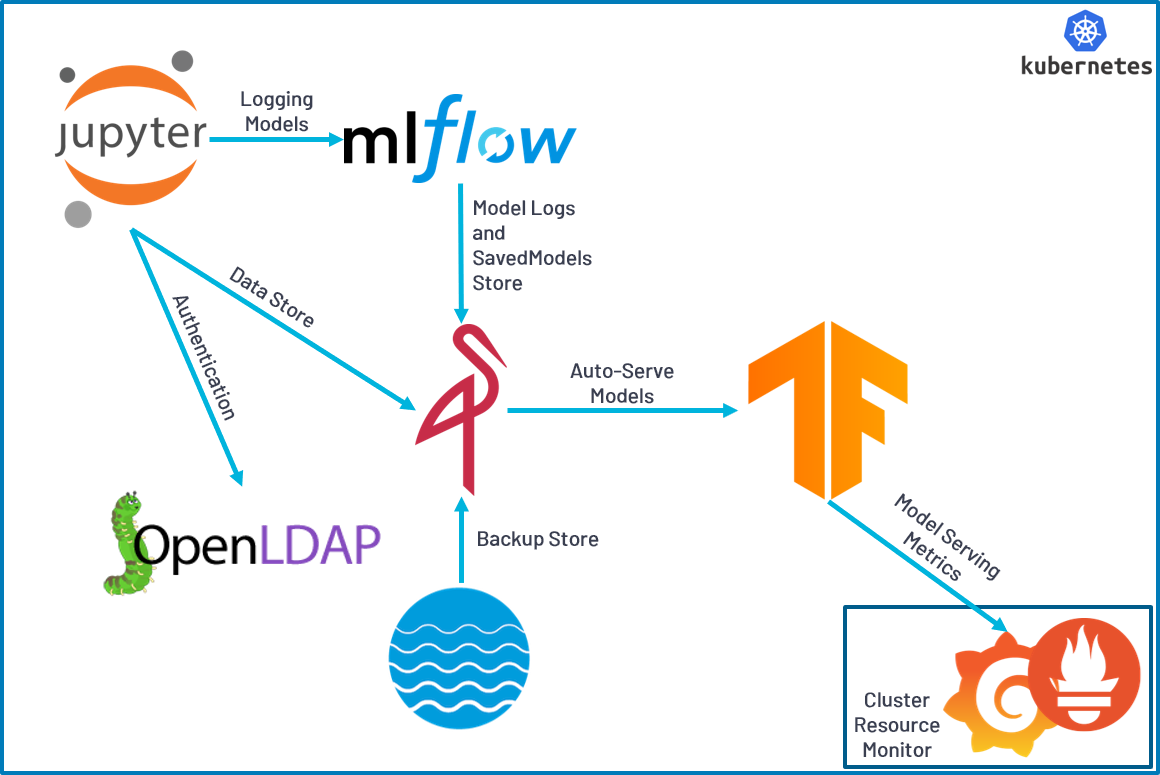 kubernetes
jupyter
Logging
Models
mlflow
Model Logs
and
SavedModels
Store
Data Store
Authentication
Auto-Serve
Models
OpenLDAP
Backup Store
Model Serving
Metrics
Cluster
Resource
Monitor